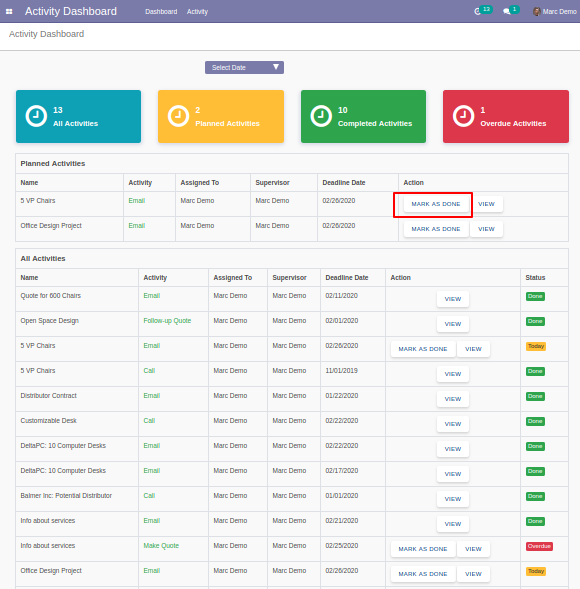 Activity Dashboard Dashboard Activity 13 1 Marc Demo
Activity Dashboard
Select Date
13
All Activities
2
Planned Activities
10
Completed Activities
1
Overdue Activities
Planned Activities
Name Activity Assigned To Supervisor Deadline Date Action
5 VP Chairs Email Marc Demo Marc Demo 02/26/2020 MARK AS DONE VIEW
Office Design Project Email Marc Demo Marc Demo 02/26/2020 MARK AS DONE VIEW
All Activities
Name Activity Assigned To Supervisor Deadline Date Action Status
Quote for 600 Chairs Email Marc Demo Marc Demo 02/11/2020 VIEW Done
Open Space Design Follow-up Quote Marc Demo Marc Demo 02/01/2020 VIEW Done
5 VP Chairs Email Marc Demo Marc Demo 02/26/2020 MARK AS DONE VIEW Today
5 VP Chairs Call Marc Demo Marc Demo 11/01/2019 VIEW Done
Distributor Contract Email Marc Demo Marc Demo 01/22/2020 VIEW Done
Customizable Desk Call Marc Demo Marc Demo 02/22/2020 VIEW Done
DeltaPC: 10 Computer Desks Email Marc Demo Marc Demo 02/22/2020 VIEW Done
DeltaPC: 10 Computer Desks Email Marc Demo Marc Demo 02/17/2020 VIEW Done
Balmer Inc: Potential Distributor Call Marc Demo Marc Demo 01/01/2020 VIEW Done
Info about services Email Marc Demo Marc Demo 02/21/2020 VIEW Done
Info about services Make Quote Marc Demo Marc Demo 02/25/2020 MARK AS DONE VIEW Overdue
Office Design Project Email Marc Demo Marc Demo 02/26/2020 MARK AS DONE VIEW Today